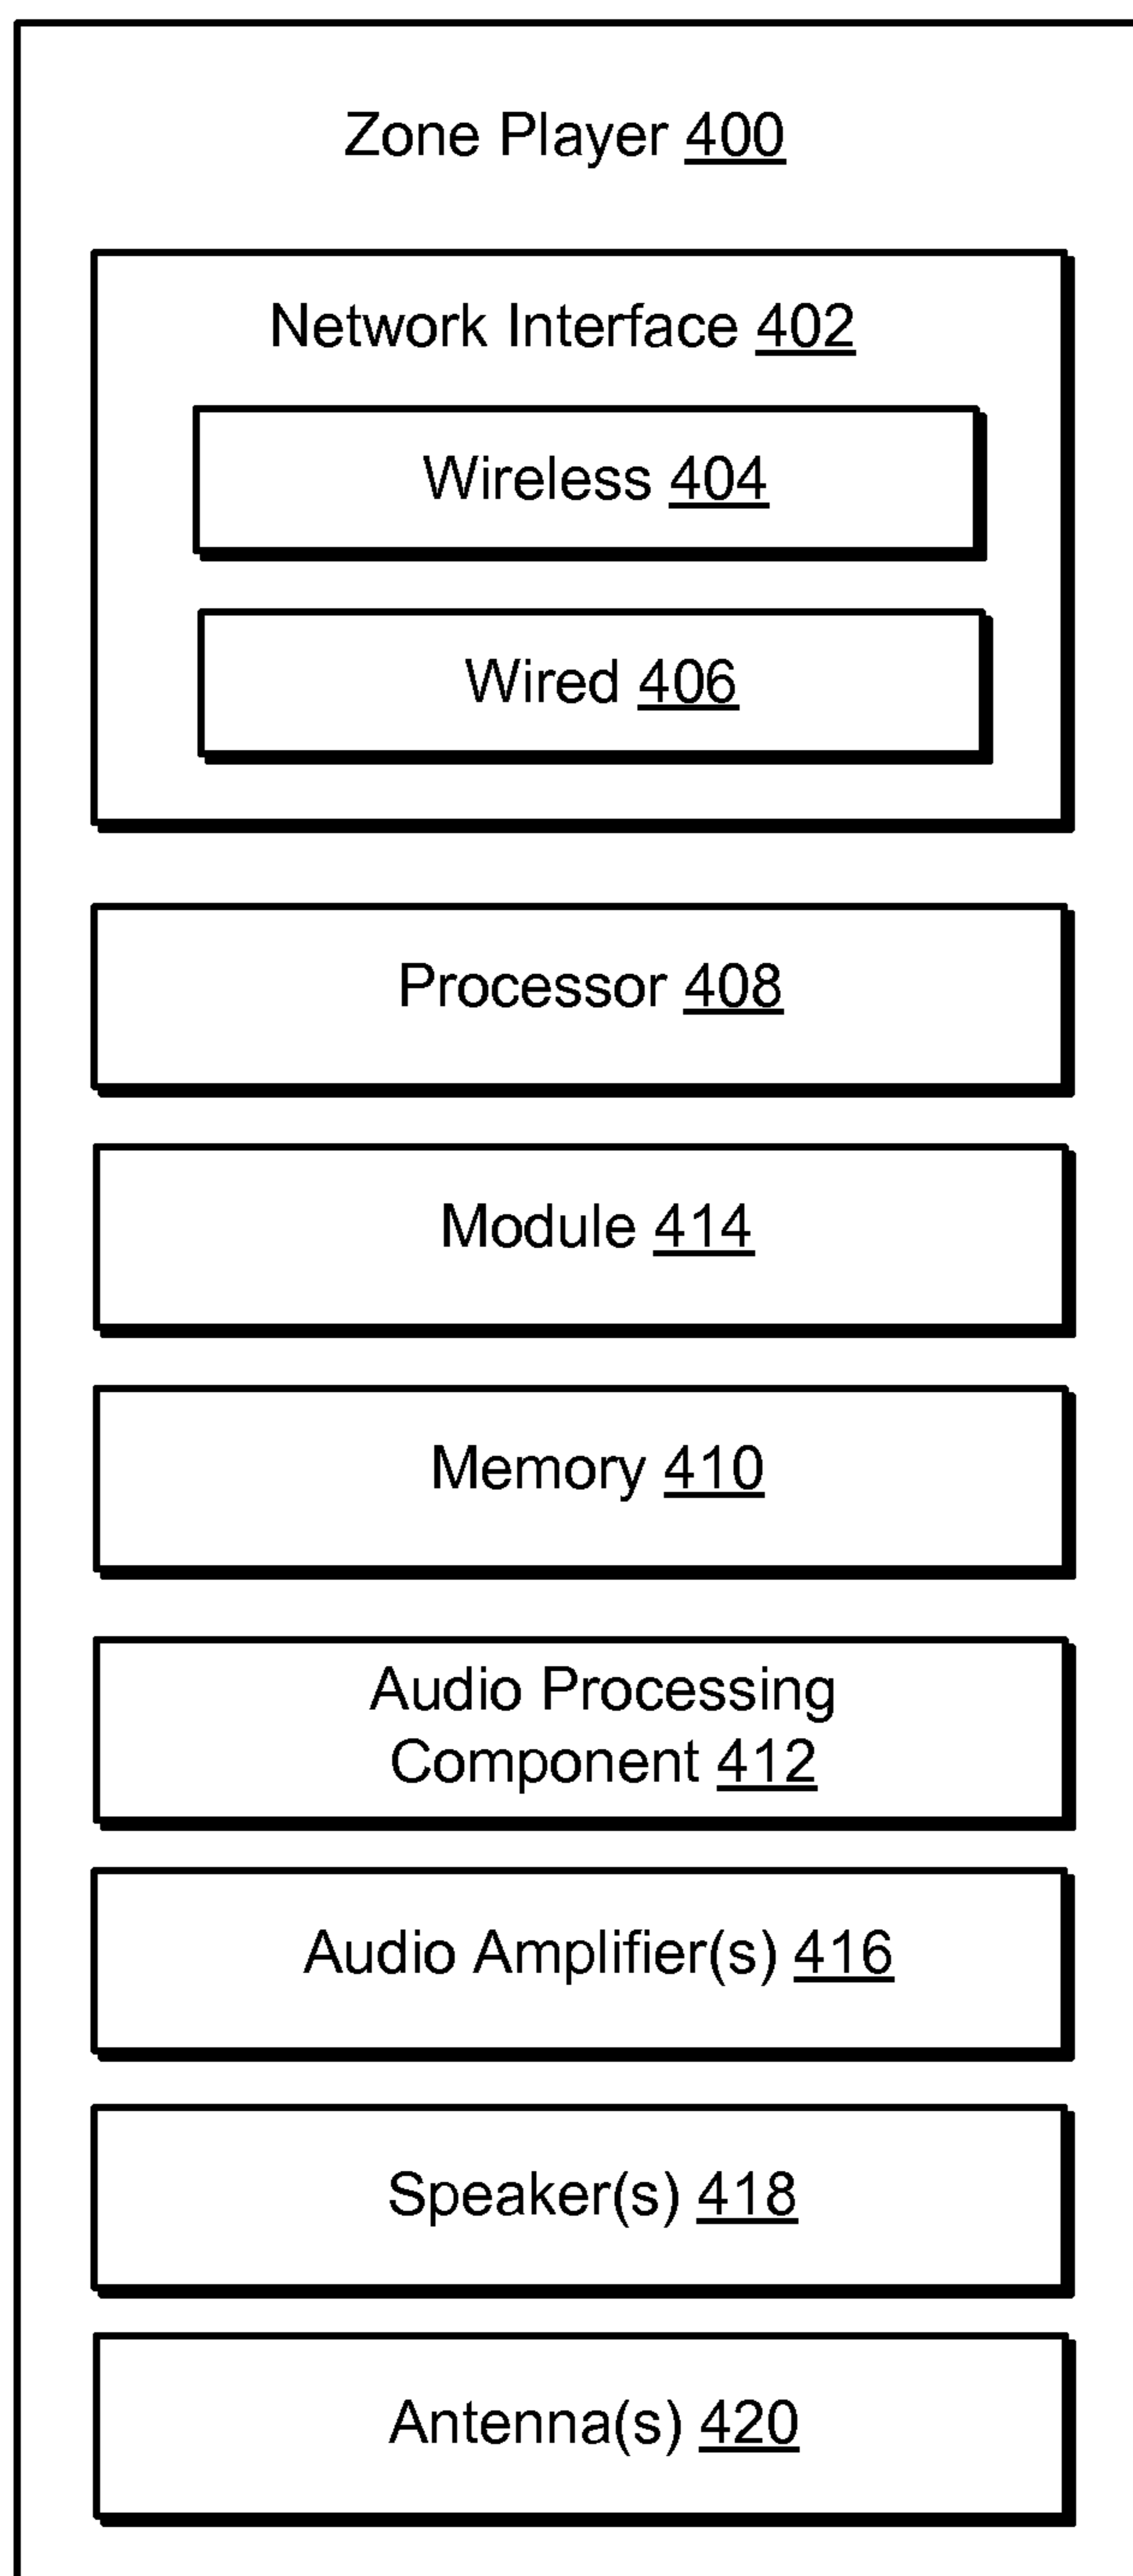 Zone Player 400
Network Interface 402
Wireless 404
Wired 406
Processor 408
Module 414
Memory 410
Audio Processing
Component 412
Audio Amplifier(s) 416
Speaker(s) 418
Antenna(s) 420